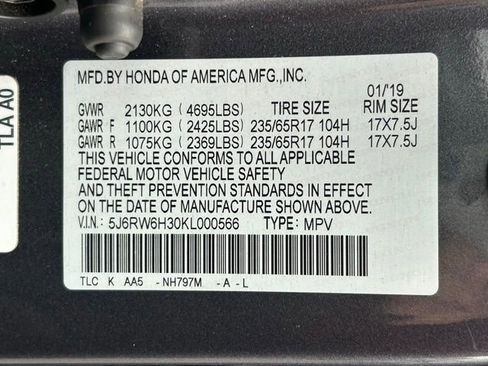 MFD.BY HONDA OF AMERICA MFG.,INC.
01/19
GVWR 2130KG (4695LBS) TIRE SIZE RIM SIZE
GAWR F 1100KG (2425LBS) 235/65R17 104H 17X7.5J
GAWR R 1075KG (2369LBS) 235/65R17 104H 17X7.5J
THIS VEHICLE CONFORMS TO ALL APPLICABLE
FEDERAL MOTOR VEHICLE SAFETY
AND THEFT PREVENTION STANDARDS IN EFFECT
ON THE DATE OF MANUFACTURE SHOWN ABOVE.
V.I.N.: 5J6RW6H30KL000566 TYPE: MPV
TLC K AA5 -NH797M -A-L
TLA A0